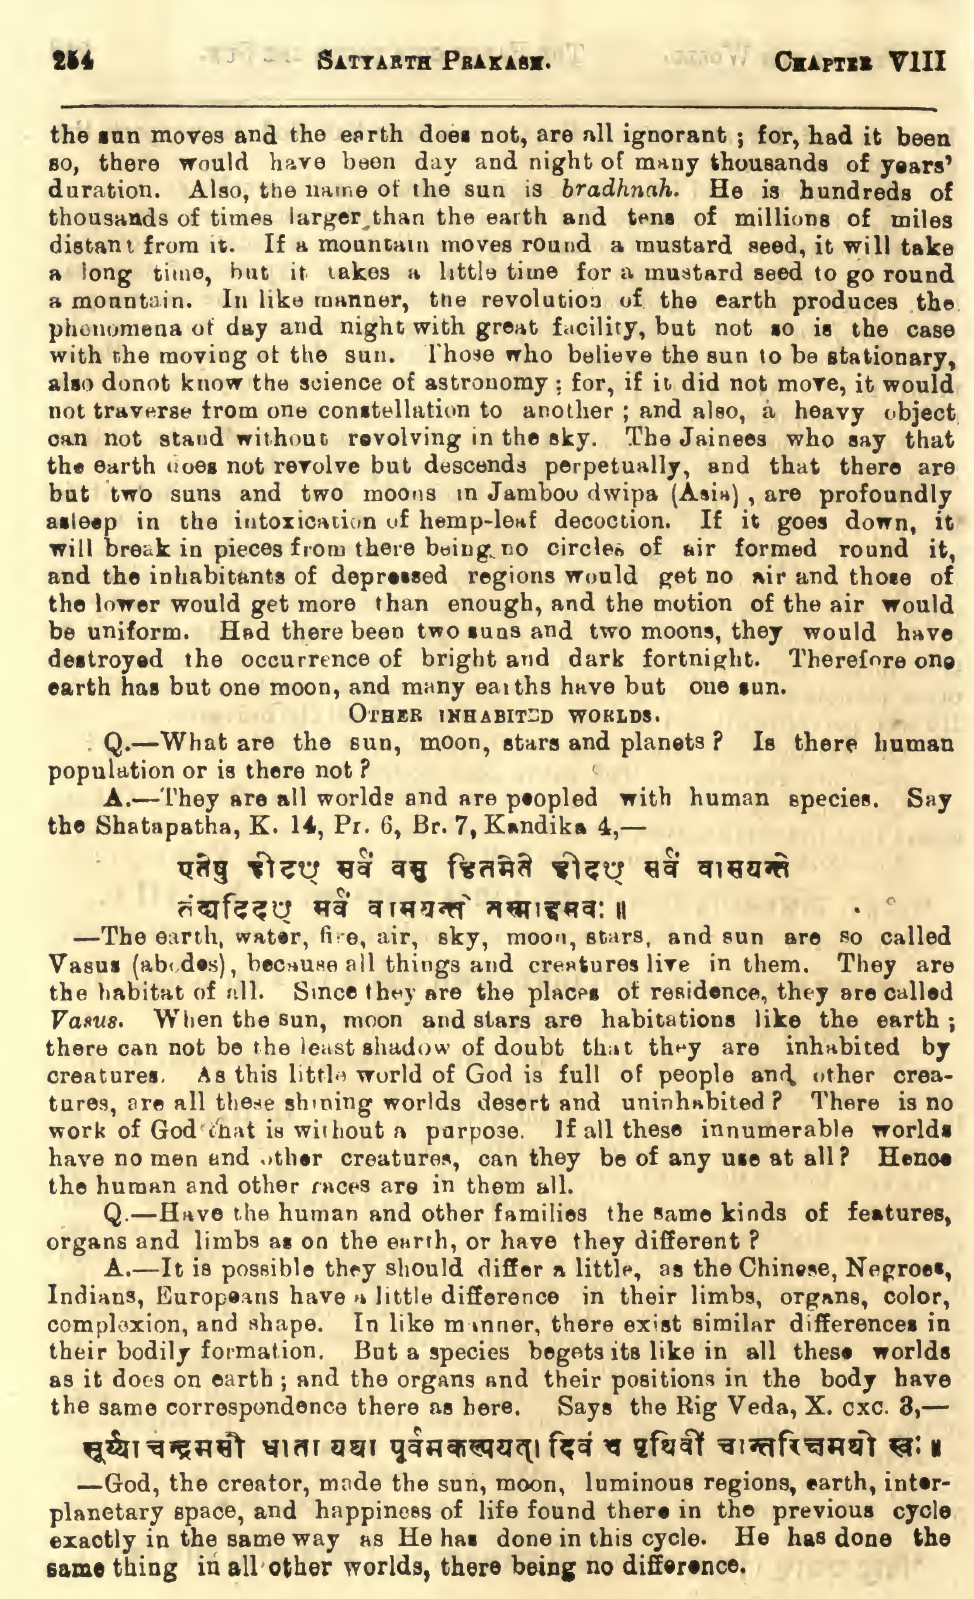 254 SATYARTH PRAKASH. CHAPTER VIII
the sun moves and the earth does not, are all ignorant ; for, had it been
so, there would have been day and night of many thousands of years'
duration. Also, the name of the sun is bradhnah. He is hundreds of
thousands of times larger than the earth and tens of millions of miles
distant from it. If a mountain moves round a mustard seed, it will take
a long time, but it takes a little time for a mustard seed to go round
a mountain. In like manner, the revolution of the earth produces the
phenomena of day and night with great facility, but not so is the case
with the moving of the sun. Those who believe the sun to be stationary,
also donot know the science of astronomy ; for, if it did not move, it would
not traverse from one constellation to another ; and also, a heavy object
can not stand without revolving in the sky. The Jainees who say that
the earth does not revolve but descends perpetually, and that there are
but two suns and two moons in Jamboo dwipa (Asia) , are profoundly
asleep in the intoxication of hemp-leaf decoction. If it goes down, it
will break in pieces from there being no circles of air formed round it,
and the inhabitants of depressed regions would get no air and those of
the lower would get more than enough, and the motion of the air would
be uniform. Had there been two suns and two moons, they would have
destroyed the occurrence of bright and dark fortnight. Therefore one
earth has but one moon, and many earths have but one sun.
OTHER INHABITED WORLDS.
Q.—What are the sun, moon, stars and planets ? Is there human
population or is there not ?
A.—They are all worlds and are peopled with human species. Say
the Shatapatha, K. 14, Pr. 6, Br. 7, Kandika 4,—
एतेषु हीदꣳ सर्वं वसु हितमेते हीदꣳ सर्वं वासयन्ते
तद्यदिदꣳ सर्वं वासयन्ते तस्माद्वसवः ॥
—The earth, water, fire, air, sky, moon, stars, and sun are so called
Vasus (abodes), because all things and creatures live in them. They are
the habitat of all. Since they are the places of residence, they are called
Vasus. When the sun, moon and stars are habitations like the earth ;
there can not be the least shadow of doubt that they are inhabited by
creatures. As this little world of God is full of people and other crea-
tures, are all these shining worlds desert and uninhabited ? There is no
work of God that is without a purpose. If all these innumerable worlds
have no men and other creatures, can they be of any use at all ? Hence
the human and other races are in them all.
Q.—Have the human and other families the same kinds of features,
organs and limbs as on the earth, or have they different ?
A.—It is possible they should differ a little, as the Chinese, Negroes,
Indians, Europeans have a little difference in their limbs, organs, color,
complexion, and shape. In like manner, there exist similar differences in
their bodily formation. But a species begets its like in all these worlds
as it does on earth ; and the organs and their positions in the body have
the same correspondence there as here. Says the Rig Veda, X. cxc. 3,—
सूर्य्याचन्द्रमसौ धाता यथा पूर्वमकल्पयत्। दिवं च पृथिवीं चान्तरिक्षमथो स्वः ॥
—God, the creator, made the sun, moon, luminous regions, earth, inter-
planetary space, and happiness of life found there in the previous cycle
exactly in the same way as He has done in this cycle. He has done the
same thing in all other worlds, there being no difference.